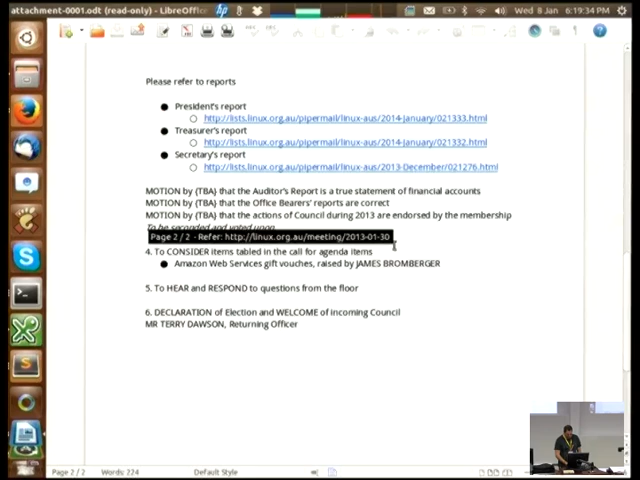 attachment-0001.odt (read-only) - LibreOffi
Wed 8 Jan 6:19:34 PM
Please refer to reports
President's report
http://lists.linux.org.au/pipermail/linux-aus/2014-January/021333.html
Treasurer's report
http://lists.linux.org.au/pipermail/linux-aus/2014-January/021332.html
Secretary's report
http://lists.linux.org.au/pipermail/linux-aus/2013-December/021276.html
MOTION by (TBA) that the Auditor's Report is a true statement of financial accounts
MOTION by (TBA) that the Office Bearers' reports are correct
MOTION by (TBA) that the actions of Council during 2013 are endorsed by the membership
To be seconded and voted upon
Page 2 / 2 - Refer: http://linux.org.au/meeting/2013-01-30
4. To CONSIDER items tabled in the call for agenda items
Amazon Web Services gift vouches, raised by JAMES BROMBERGER
5. To HEAR and RESPOND to questions from the floor
6. DECLARATION of Election and WELCOME of incoming Council
MR TERRY DAWSON, Returning Officer
Page 2 / 2
Words: 224
Default Style